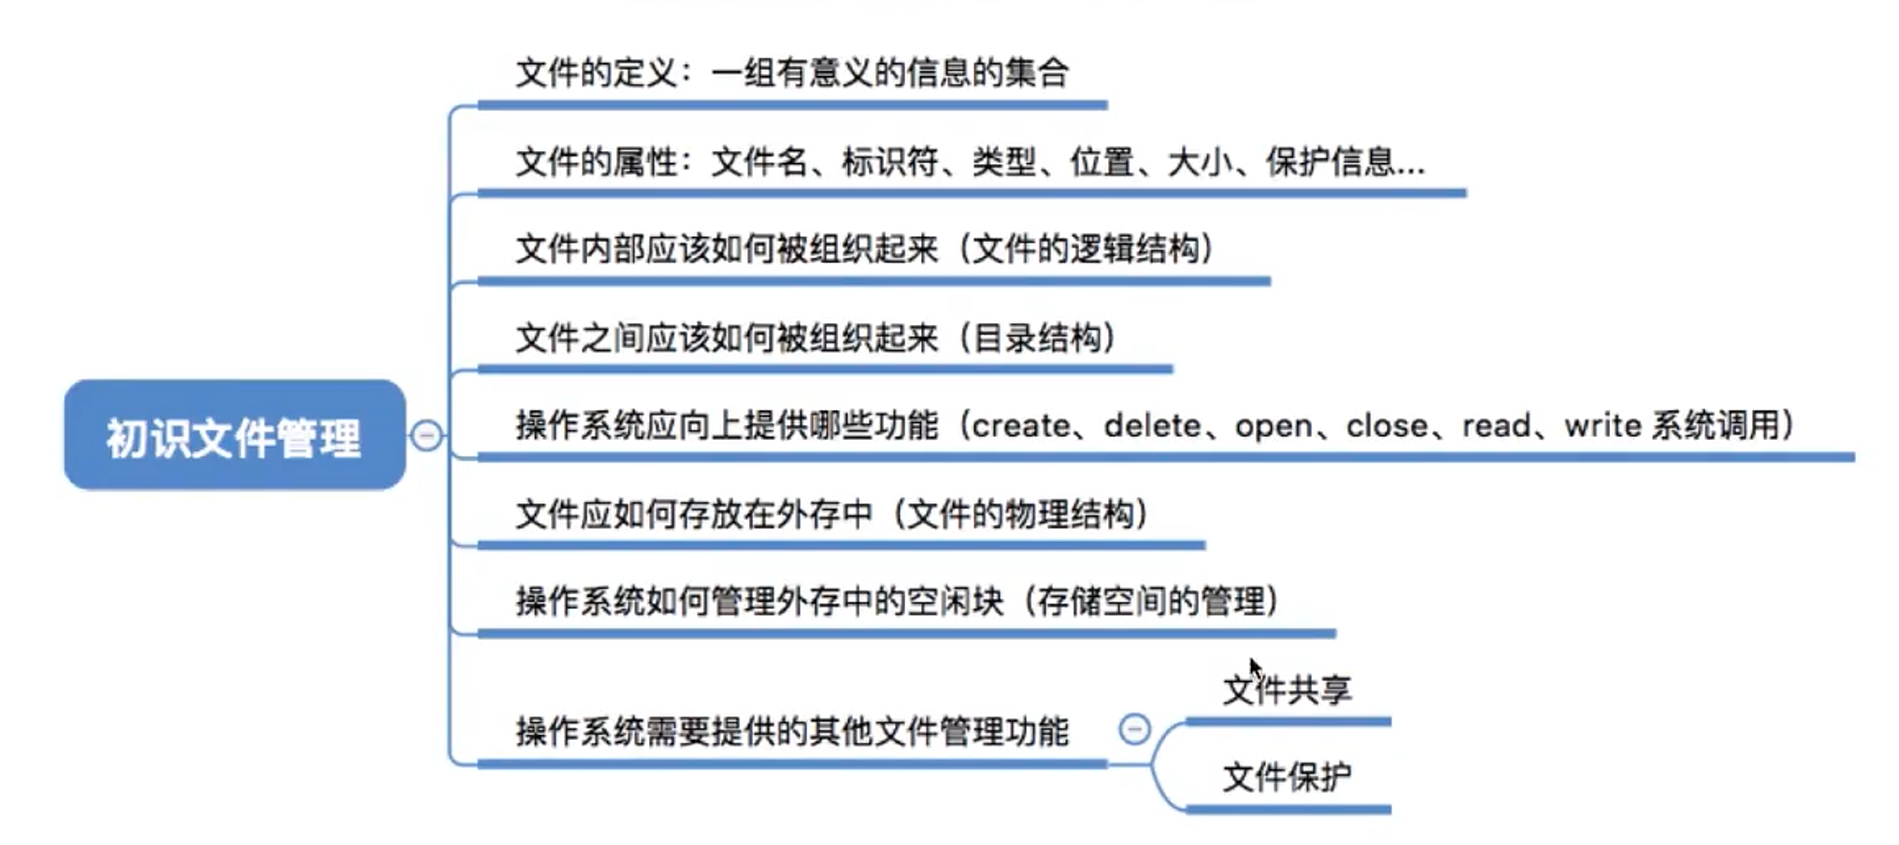 文件的定义：一组有意义的信息的集合
文件的属性：文件名、标识符、类型、位置、大小、保护信息...
文件内部应该如何被组织起来（文件的逻辑结构）
文件之间应该如何被组织起来（目录结构）
初识文件管理
操作系统应向上提供哪些功能（create、delete、open、close、read、write 系统调用）
文件应如何存放在外存中（文件的物理结构）
操作系统如何管理外存中的空闲块（存储空间的管理）
操作系统需要提供的其他文件管理功能
文件共享
文件保护